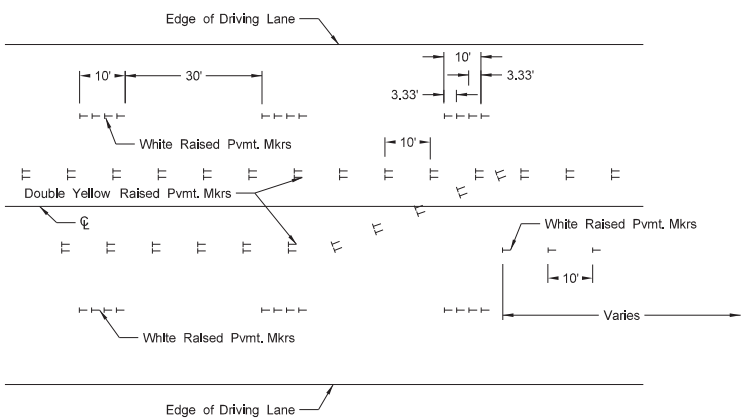 Edge of Driving Lane
10'
30'
10'
3.33'
3.33'
White Raised Pvmt. Mkrs
10'
Double Yellow Raised Pvmt. Mkrs
℄
White Raised Pvmt. Mkrs
10'
Varies
White Raised Pvmt. Mkrs
Edge of Driving Lane